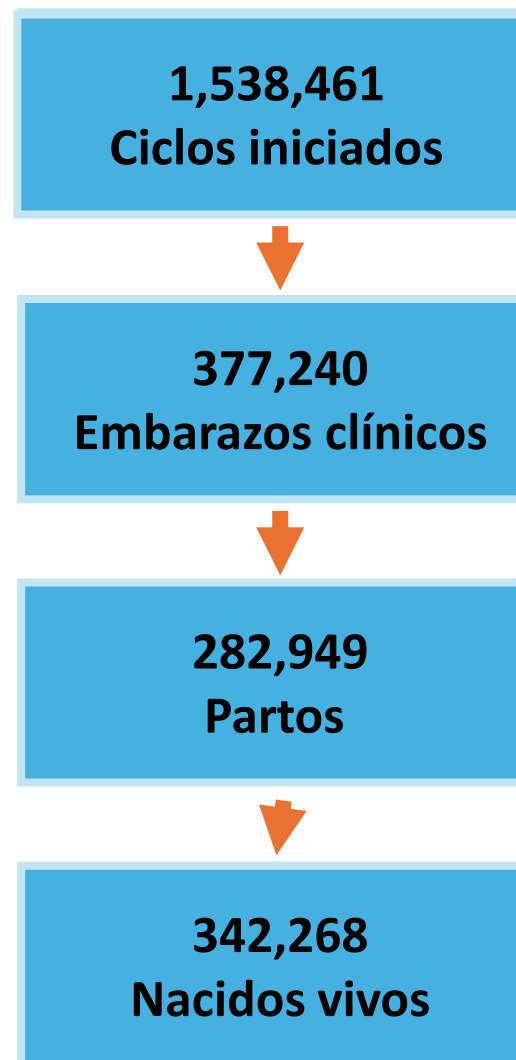 1,538,461
Ciclos iniciados
377,240
Embarazos clínicos
282,949
Partos
342,268
Nacidos vivos